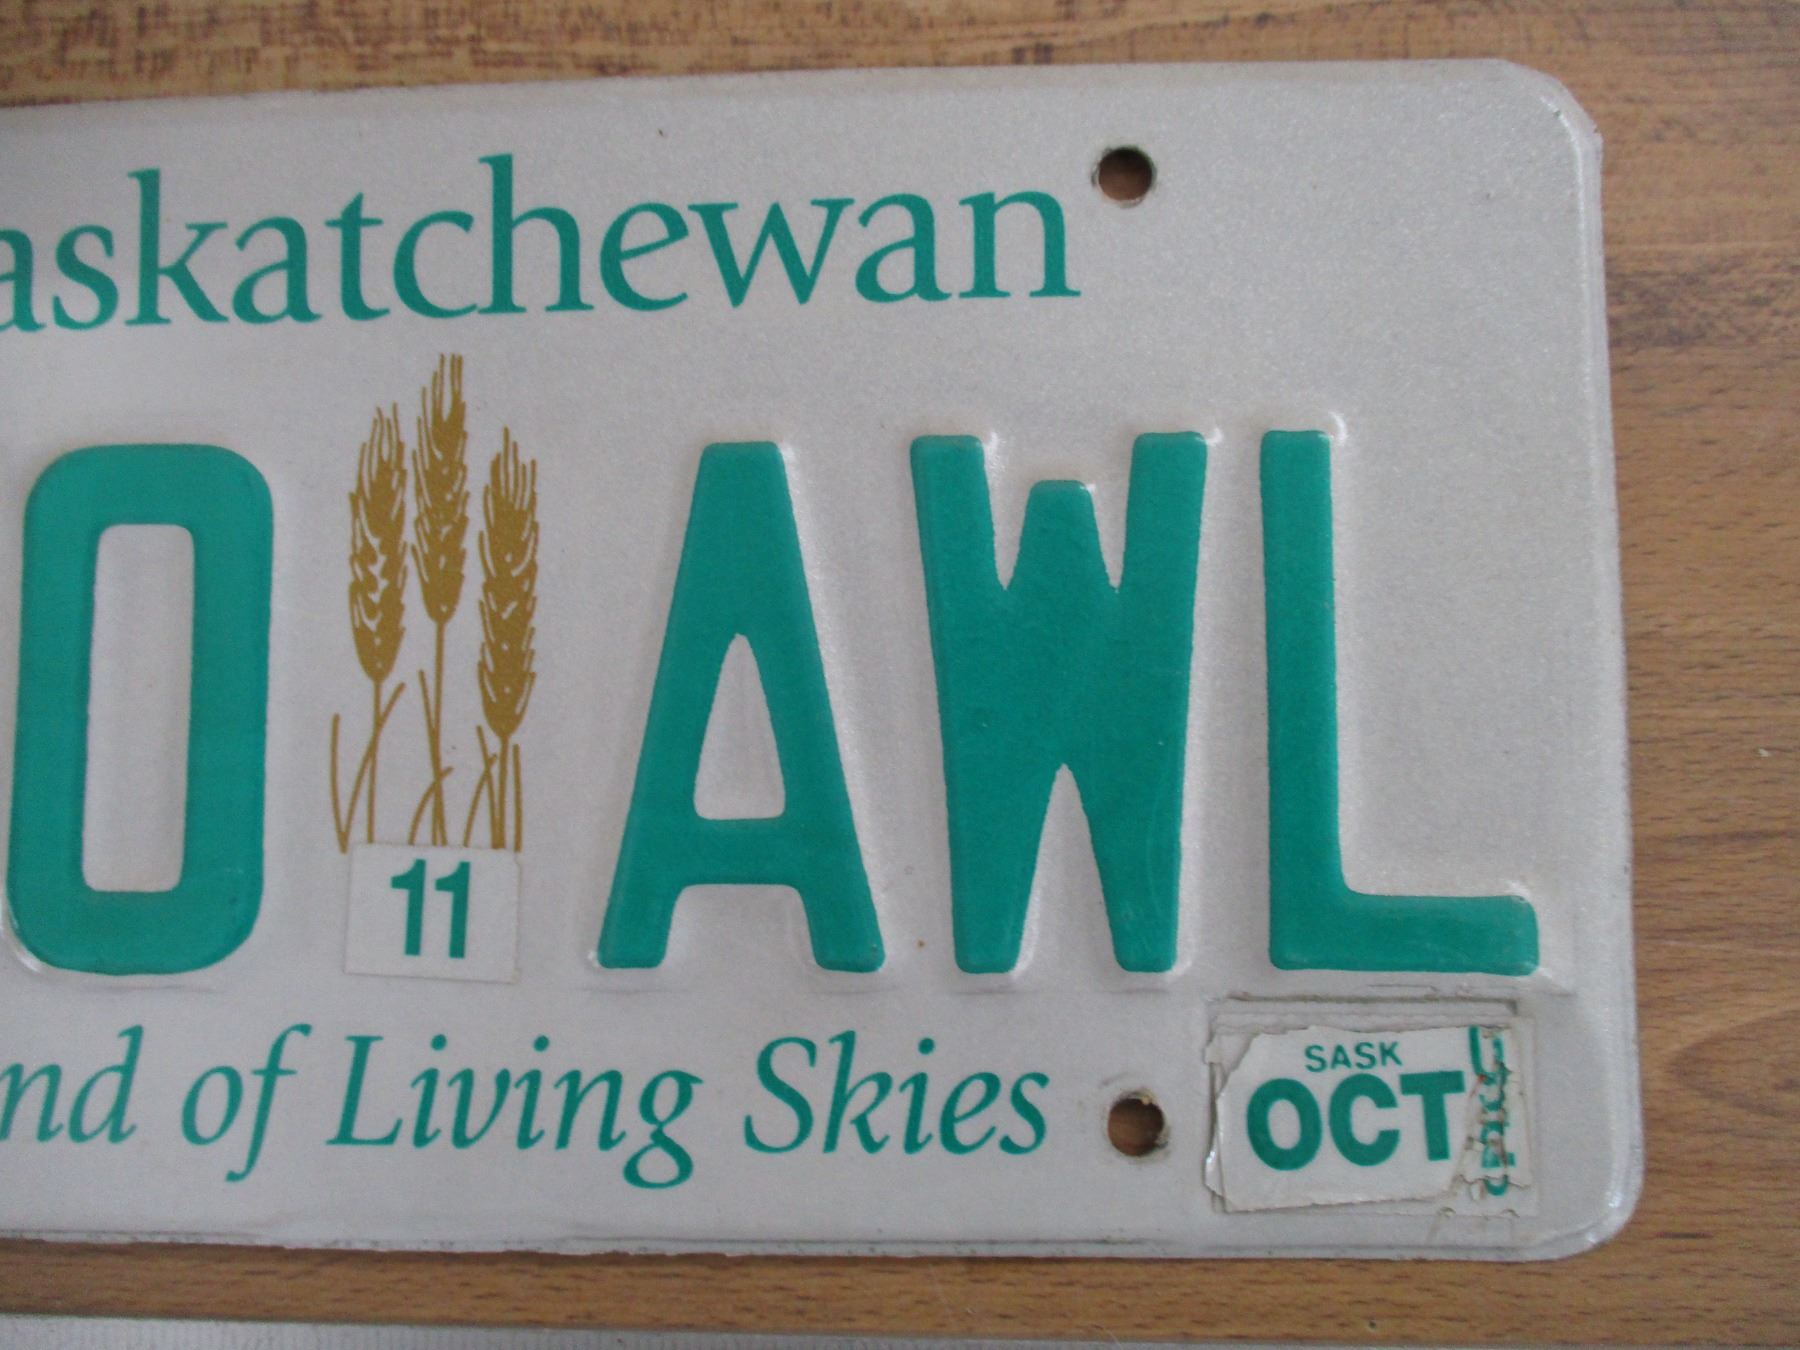 askatchewan
0 AWL
11
nd of Living Skies
SASK
OCT